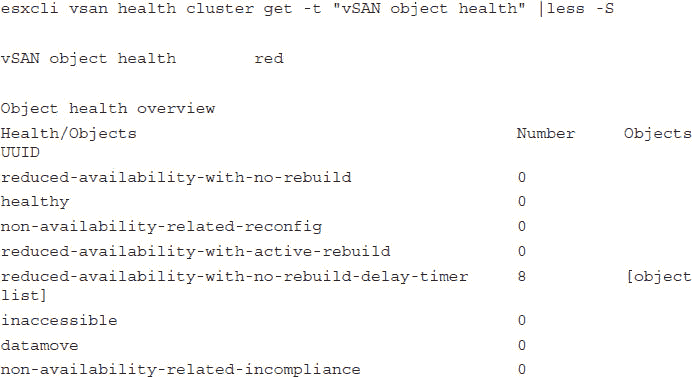 esxcli vsan health cluster get -t "vSAN object health" |less -S
vSAN object health red
Object health overview
Health/Objects Number Objects
UUID
reduced-availability-with-no-rebuild 0
healthy 0
non-availability-related-reconfig 0
reduced-availability-with-active-rebuild 0
reduced-availability-with-no-rebuild-delay-timer 8 [object
list]
inaccessible 0
datamove 0
non-availability-related-incompliance 0